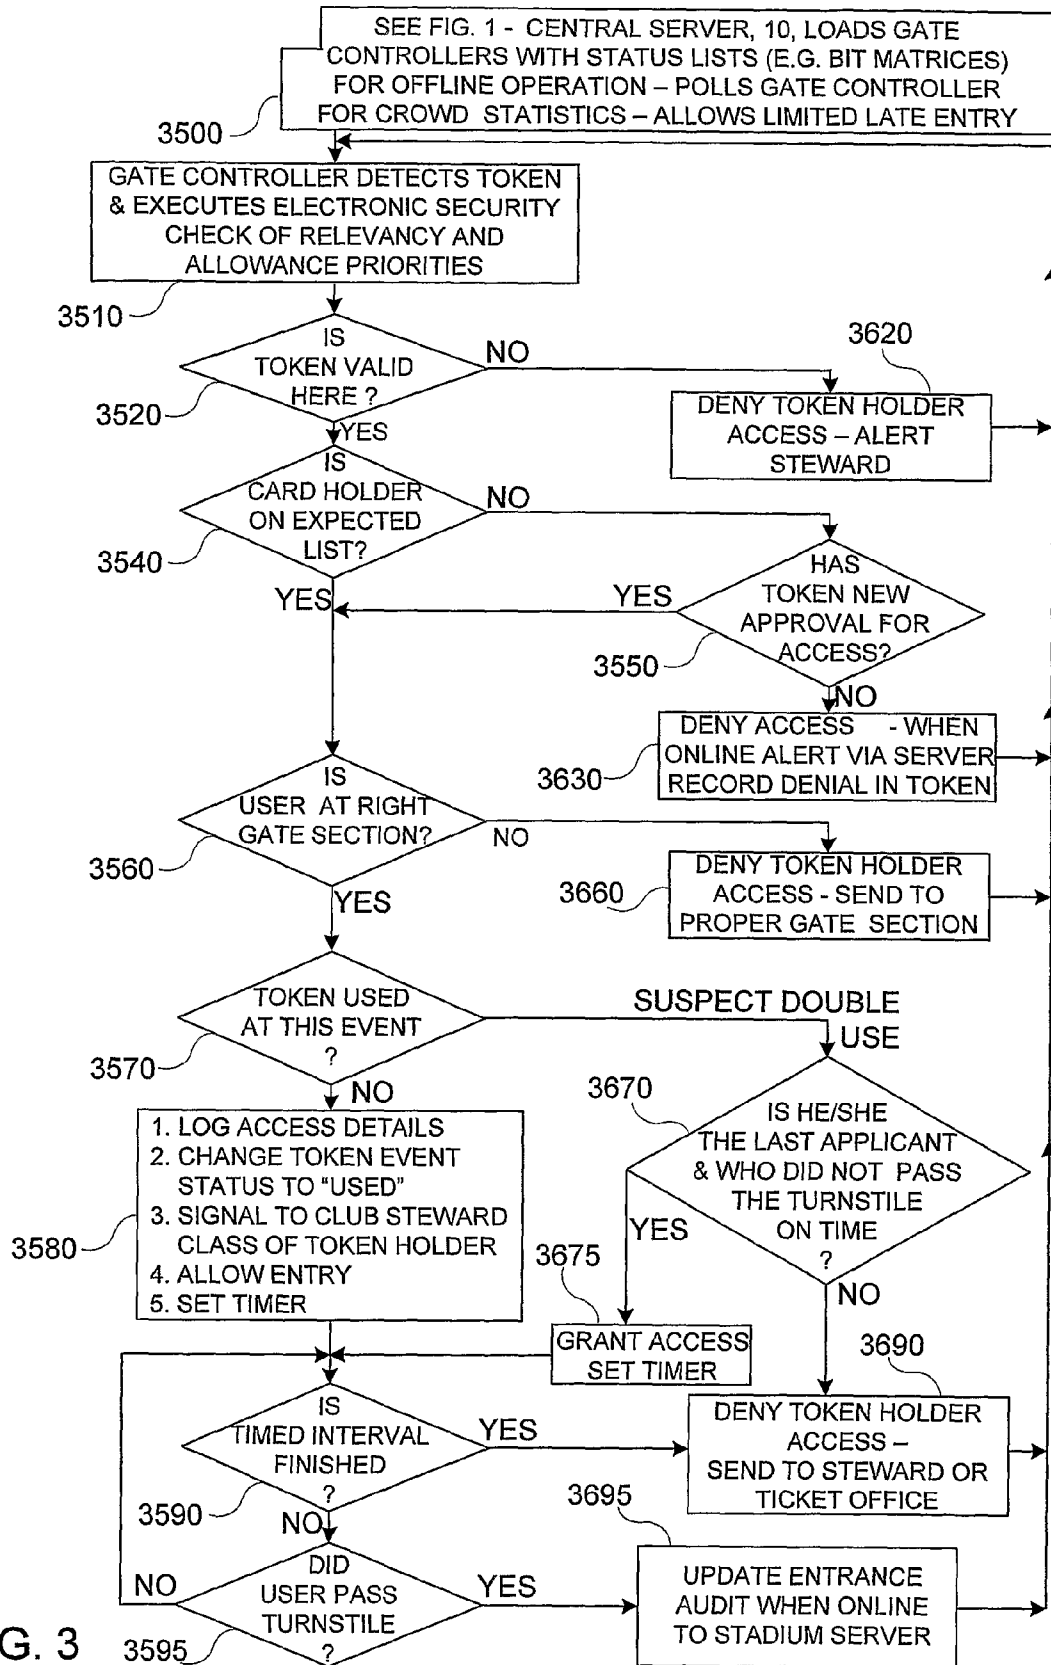 SEE FIG. 1 - CENTRAL SERVER, 10, LOADS GATE
CONTROLLERS WITH STATUS LISTS (E.G. BIT MATRICES)
FOR OFFLINE OPERATION – POLLS GATE CONTROLLER
FOR CROWD STATISTICS – ALLOWS LIMITED LATE ENTRY
3500
GATE CONTROLLER DETECTS TOKEN
& EXECUTES ELECTRONIC SECURITY
CHECK OF RELEVANCY AND
ALLOWANCE PRIORITIES
3510
IS
TOKEN VALID
HERE ?
3520
NO
YES
3620
DENY TOKEN HOLDER
ACCESS – ALERT
STEWARD
IS
CARD HOLDER
ON EXPECTED
LIST?
3540
NO
YES
HAS
TOKEN NEW
APPROVAL FOR
ACCESS?
3550
YES
NO
DENY ACCESS - WHEN
ONLINE ALERT VIA SERVER
RECORD DENIAL IN TOKEN
3630
IS
USER AT RIGHT
GATE SECTION?
3560
NO
YES
DENY TOKEN HOLDER
ACCESS - SEND TO
PROPER GATE SECTION
3660
TOKEN USED
AT THIS EVENT
?
3570
SUSPECT DOUBLE
USE
NO
3670
IS HE/SHE
THE LAST APPLICANT
& WHO DID NOT PASS
THE TURNSTILE
ON TIME
?
YES
NO
1. LOG ACCESS DETAILS
2. CHANGE TOKEN EVENT
STATUS TO "USED"
3. SIGNAL TO CLUB STEWARD
CLASS OF TOKEN HOLDER
4. ALLOW ENTRY
5. SET TIMER
3580
3675
GRANT ACCESS
SET TIMER
3690
DENY TOKEN HOLDER
ACCESS –
SEND TO STEWARD OR
TICKET OFFICE
IS
TIMED INTERVAL
FINISHED
?
3590
YES
NO
3695
DID
USER PASS
TURNSTILE
?
3595
NO
YES
UPDATE ENTRANCE
AUDIT WHEN ONLINE
TO STADIUM SERVER
G. 3